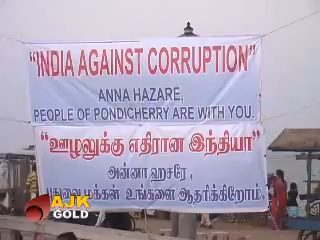 "INDIA AGAINST CORRUPTION"
ANNA HAZARE,
PEOPLE OF PONDICHERRY ARE WITH YOU.
"ஊழலுக்கு எதிரான இந்தியா"
அன்னா ஹசாரே,
புதுவை மக்கள் உங்களை ஆதரிக்கிறோம்.
AJK
GOLD